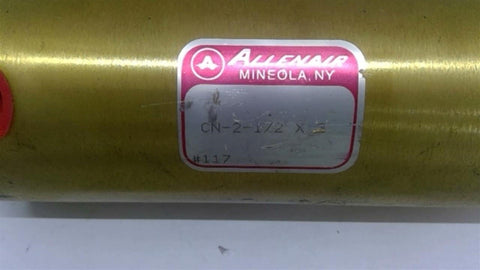 A ALLENAIR
MINEOLA, NY
CN-2-1/2 X
#117